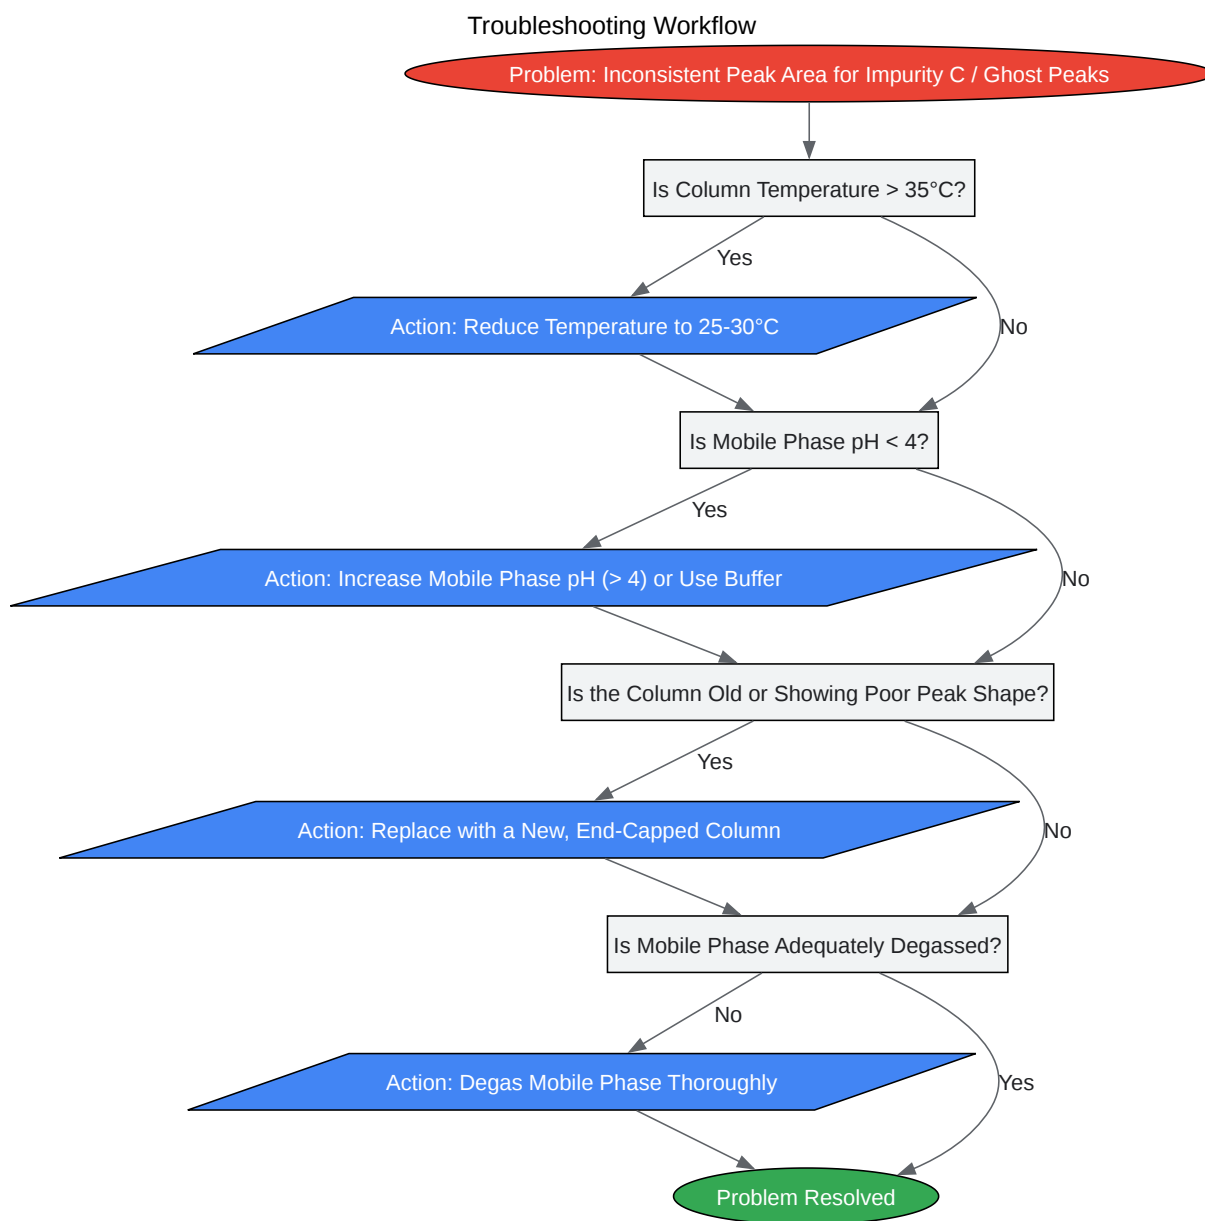 Troubleshooting Workflow
Problem: Inconsistent Peak Area for Impurity C / Ghost Peaks
Is Column Temperature > 35°C?
Yes
Action: Reduce Temperature to 25-30°C
No
Is Mobile Phase pH < 4?
Yes
Action: Increase Mobile Phase pH (> 4) or Use Buffer
No
Is the Column Old or Showing Poor Peak Shape?
Yes
Action: Replace with a New, End-Capped Column
No
Is Mobile Phase Adequately Degassed?
No
Action: Degas Mobile Phase Thoroughly
Yes
Problem Resolved